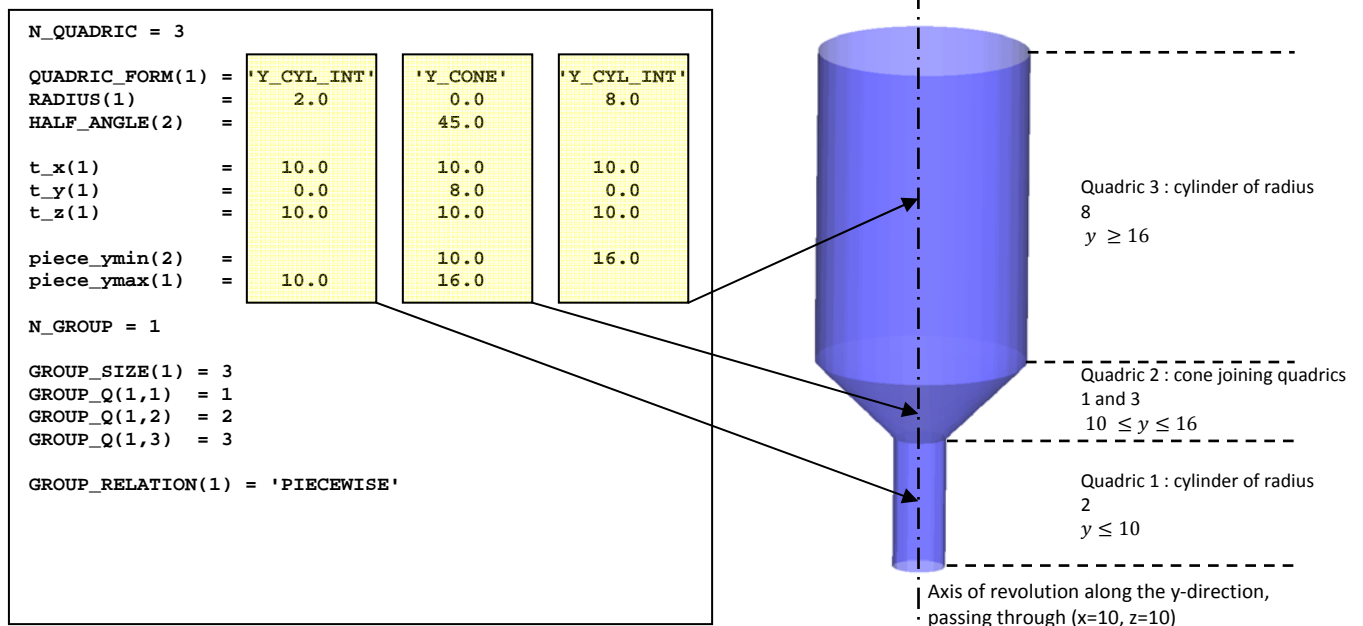 N_QUADRIC = 3
QUADRIC_FORM(1) = 'Y_CYL_INT' 'Y_CONE' 'Y_CYL_INT'
RADIUS(1) = 2.0 0.0 8.0
HALF_ANGLE(2) = 45.0
t_x(1) = 10.0 10.0 10.0
t_y(1) = 0.0 8.0 0.0
t_z(1) = 10.0 10.0 10.0
piece_ymin(2) = 10.0 16.0
piece_ymax(1) = 10.0 16.0
N_GROUP = 1
GROUP_SIZE(1) = 3
GROUP_Q(1,1) = 1
GROUP_Q(1,2) = 2
GROUP_Q(1,3) = 3
GROUP_RELATION(1) = 'PIECEWISE'
Quadric 3 : cylinder of radius
8
y ≥ 16
Quadric 2 : cone joining quadrics
1 and 3
10 ≤ y ≤ 16
Quadric 1 : cylinder of radius
2
y ≤ 10
Axis of revolution along the y-direction,
passing through (x=10, z=10)